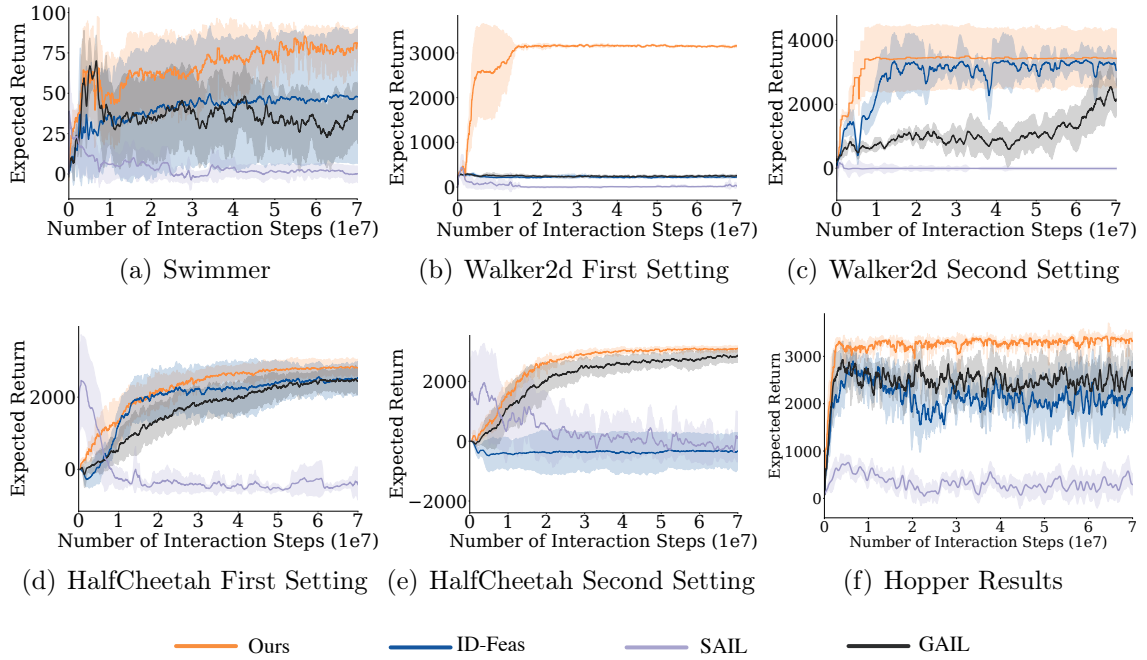 100
75
50
25
0
Expected Return
0 1 2 3 4 5 6 7
Number of Interaction Steps (1e7)
(a) Swimmer
3000
2000
1000
0
Expected Return
0 1 2 3 4 5 6 7
Number of Interaction Steps (1e7)
(b) Walker2d First Setting
4000
2000
0
Expected Return
0 1 2 3 4 5 6 7
Number of Interaction Steps (1e7)
(c) Walker2d Second Setting
2000
0
Expected Return
0 1 2 3 4 5 6 7
Number of Interaction Steps (1e7)
(d) HalfCheetah First Setting
2000
0
−2000
Expected Return
0 1 2 3 4 5 6 7
Number of Interaction Steps (1e7)
(e) HalfCheetah Second Setting
3000
2000
1000
0
Expected Return
0 1 2 3 4 5 6 7
Number of Interaction Steps (1e7)
(f) Hopper Results
Ours ID-Feas SAIL GAIL